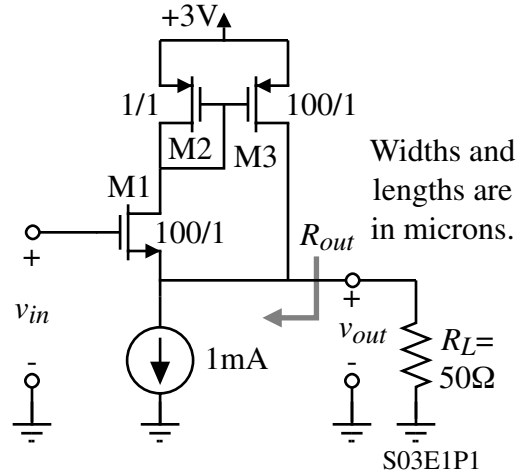 +3V
1/1
100/1
M2
M3
Widths and
lengths are
in microns.
M1
100/1
R_out
+
+
v_in
1mA
v_out
R_L=
50Ω
-
-
S03E1P1